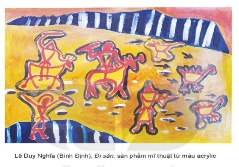 Lê Duy Nghĩa (Bình Định), Đi săn, sản phẩm mĩ thuật từ màu acrylic